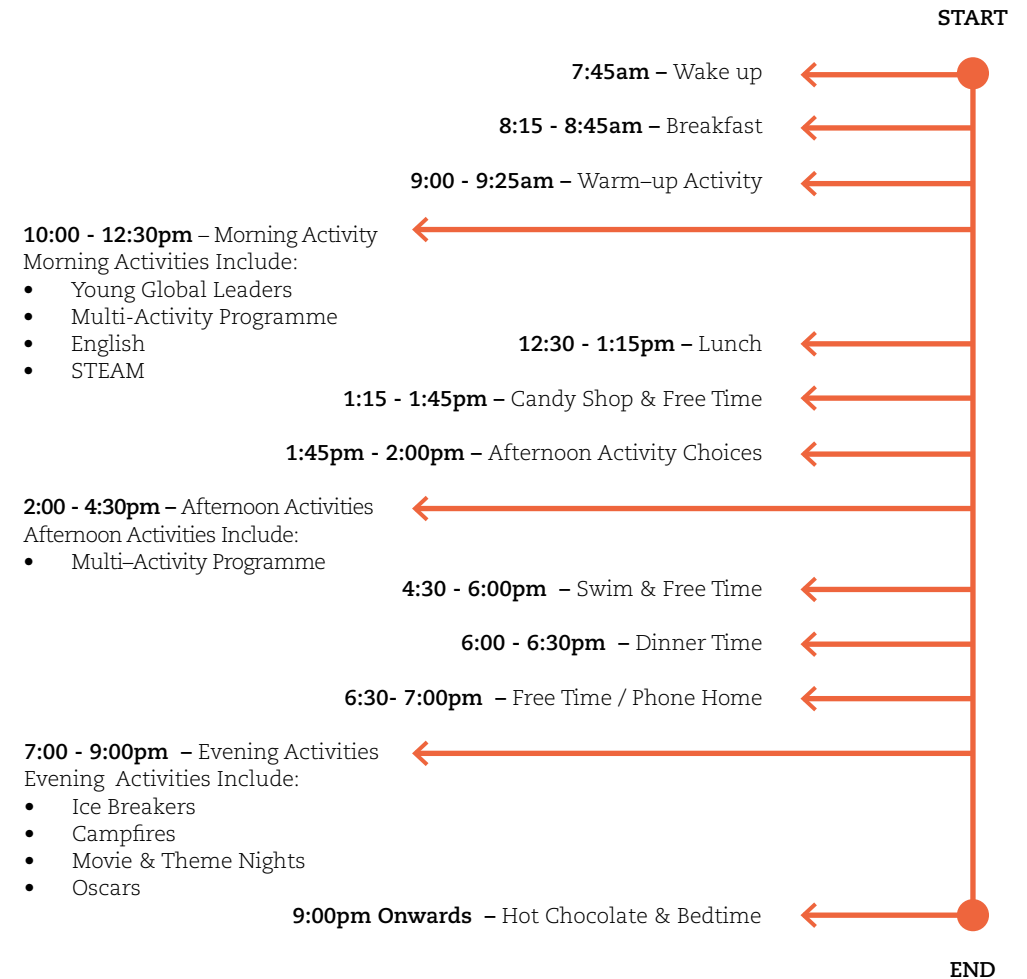 START
7:45am – Wake up
8:15 - 8:45am – Breakfast
9:00 - 9:25am – Warm–up Activity
10:00 - 12:30pm – Morning Activity
Morning Activities Include:
• Young Global Leaders
• Multi-Activity Programme
• English
• STEAM
12:30 - 1:15pm – Lunch
1:15 - 1:45pm – Candy Shop & Free Time
1:45pm - 2:00pm – Afternoon Activity Choices
2:00 - 4:30pm – Afternoon Activities
Afternoon Activities Include:
• Multi–Activity Programme
4:30 - 6:00pm – Swim & Free Time
6:00 - 6:30pm – Dinner Time
6:30- 7:00pm – Free Time / Phone Home
7:00 - 9:00pm – Evening Activities
Evening Activities Include:
• Ice Breakers
• Campfires
• Movie & Theme Nights
• Oscars
9:00pm Onwards – Hot Chocolate & Bedtime
END